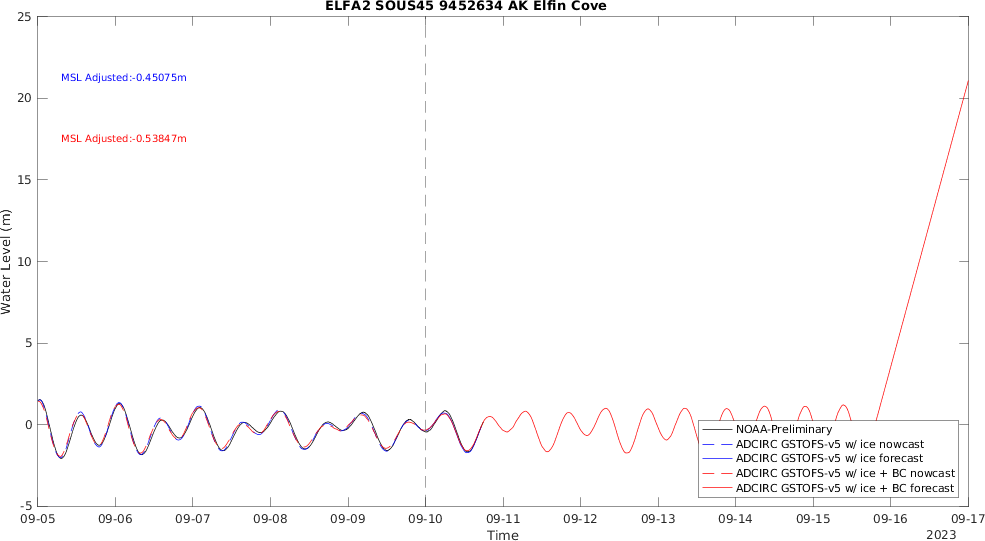 ELFA2 SOUS45 9452634 AK Elfin Cove
25
20
15
10
5
0
-5
Water Level (m)
MSL Adjusted:-0.45075m
MSL Adjusted:-0.53847m
NOAA-Preliminary
ADCIRC GSTOFS-v5 w/ ice nowcast
ADCIRC GSTOFS-v5 w/ ice forecast
ADCIRC GSTOFS-v5 w/ ice + BC nowcast
ADCIRC GSTOFS-v5 w/ ice + BC forecast
09-05 09-06 09-07 09-08 09-09 09-10 09-11 09-12 09-13 09-14 09-15 09-16 09-17
Time
2023